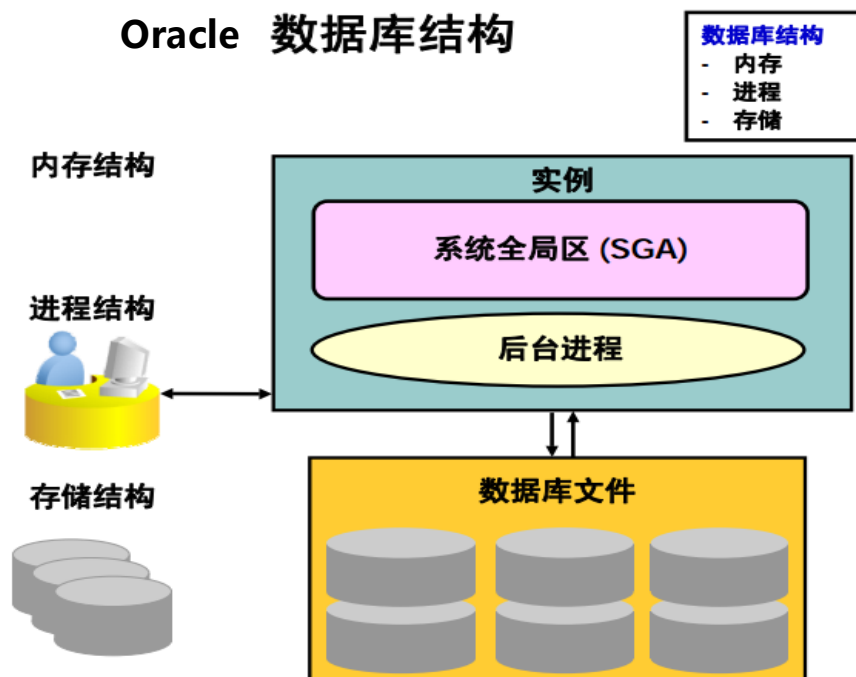 Oracle 数据库结构
数据库结构
- 内存
- 进程
- 存储
内存结构
实例
系统全局区 (SGA)
进程结构
后台进程
存储结构
数据库文件